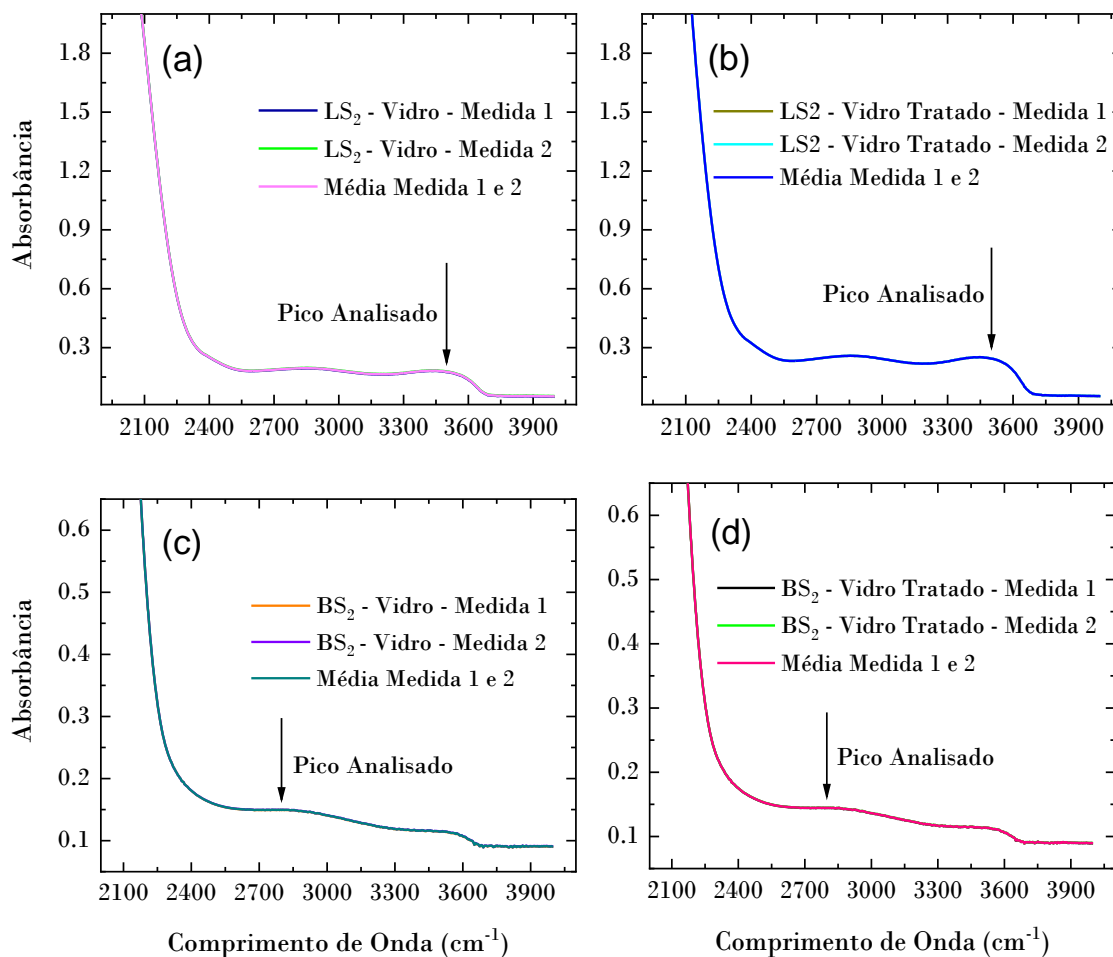 (a)
LS₂ - Vidro - Medida 1
LS₂ - Vidro - Medida 2
Média Medida 1 e 2
Pico Analisado
Absorbância
1.8
1.5
1.2
0.9
0.6
0.3
2100 2400 2700 3000 3300 3600 3900
(b)
LS2 - Vidro Tratado - Medida 1
LS2 - Vidro Tratado - Medida 2
Média Medida 1 e 2
Pico Analisado
1.8
1.5
1.2
0.9
0.6
0.3
2100 2400 2700 3000 3300 3600 3900
(c)
BS₂ - Vidro - Medida 1
BS₂ - Vidro - Medida 2
Média Medida 1 e 2
Pico Analisado
Absorbância
0.6
0.5
0.4
0.3
0.2
0.1
2100 2400 2700 3000 3300 3600 3900
Comprimento de Onda (cm⁻¹)
(d)
BS₂ - Vidro Tratado - Medida 1
BS₂ - Vidro Tratado - Medida 2
Média Medida 1 e 2
Pico Analisado
0.6
0.5
0.4
0.3
0.2
0.1
2100 2400 2700 3000 3300 3600 3900
Comprimento de Onda (cm⁻¹)